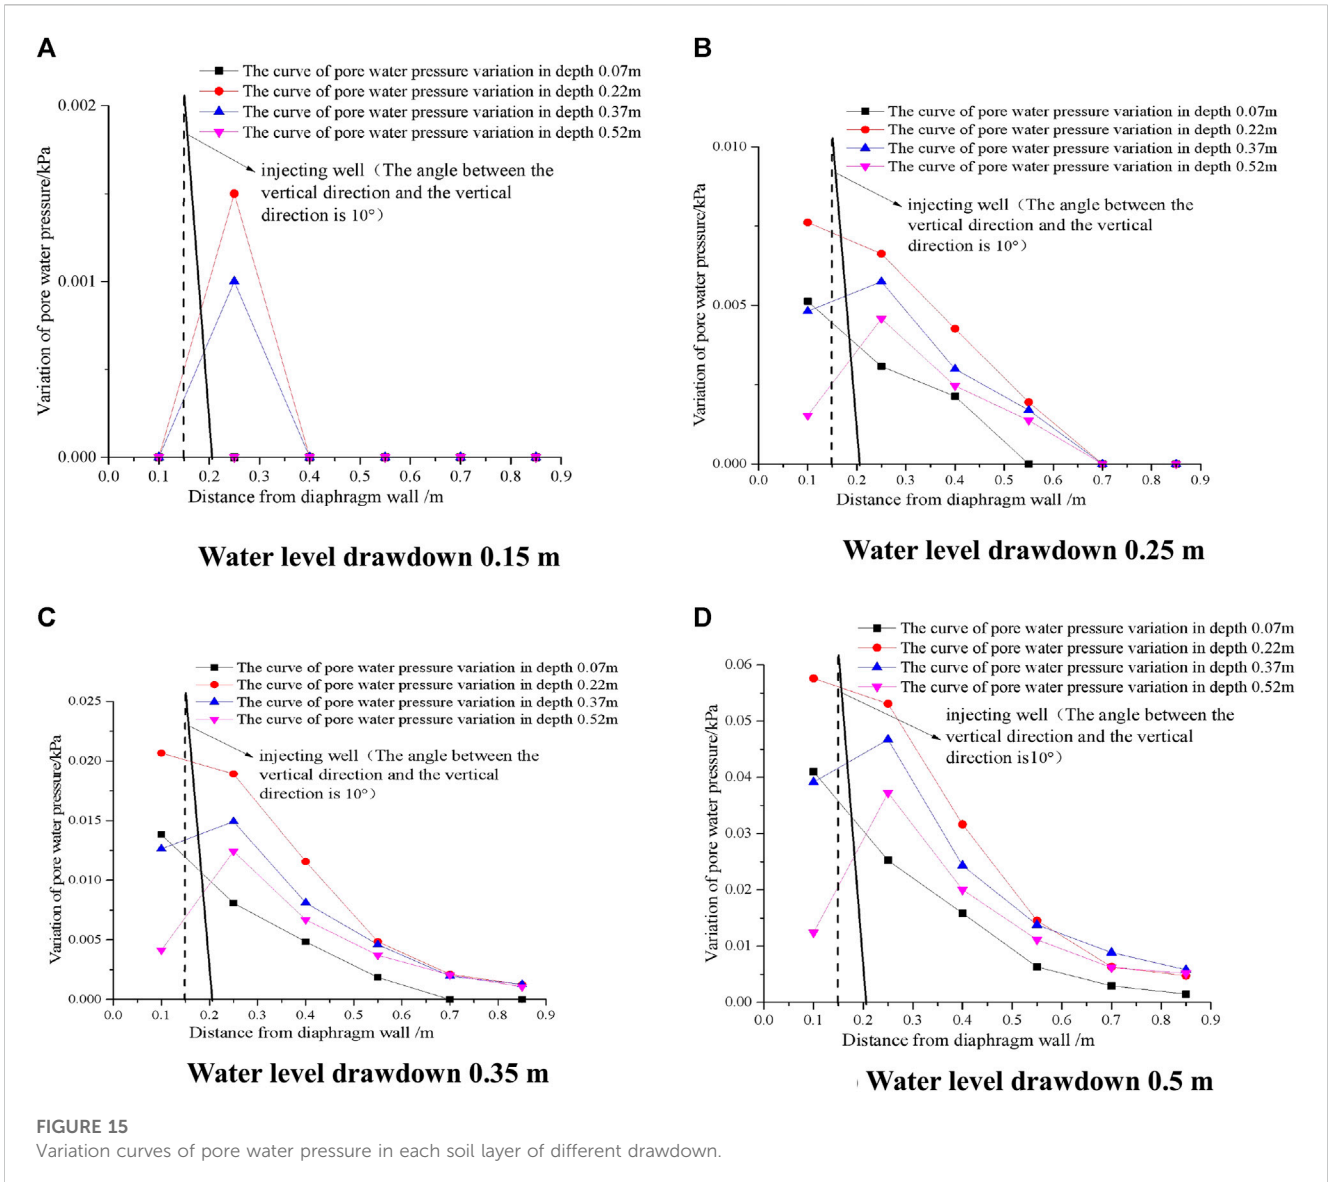 A
The curve of pore water pressure variation in depth 0.07m
The curve of pore water pressure variation in depth 0.22m
The curve of pore water pressure variation in depth 0.37m
The curve of pore water pressure variation in depth 0.52m
injecting well（The angle between the
vertical direction and the vertical
direction is 10°）
Variation of pore water pressure/kPa
0.002
0.001
0.000
0.0 0.1 0.2 0.3 0.4 0.5 0.6 0.7 0.8 0.9
Distance from diaphragm wall /m
Water level drawdown 0.15 m
B
The curve of pore water pressure variation in depth 0.07m
The curve of pore water pressure variation in depth 0.22m
The curve of pore water pressure variation in depth 0.37m
The curve of pore water pressure variation in depth 0.52m
injecting well（The angle between the
vertical direction and the vertical
direction is 10°）
Variation of pore water pressure/kPa
0.010
0.005
0.000
0.0 0.1 0.2 0.3 0.4 0.5 0.6 0.7 0.8 0.9
Distance from diaphragm wall /m
Water level drawdown 0.25 m
C
The curve of pore water pressure variation in depth 0.07m
The curve of pore water pressure variation in depth 0.22m
The curve of pore water pressure variation in depth 0.37m
The curve of pore water pressure variation in depth 0.52m
injecting well（The angle between the
vertical direction and the vertical
direction is 10°）
Variation of pore water pressure/kPa
0.025
0.020
0.015
0.010
0.005
0.000
0.0 0.1 0.2 0.3 0.4 0.5 0.6 0.7 0.8 0.9
Distance from diaphragm wall /m
Water level drawdown 0.35 m
D
The curve of pore water pressure variation in depth 0.07m
The curve of pore water pressure variation in depth 0.22m
The curve of pore water pressure variation in depth 0.37m
The curve of pore water pressure variation in depth 0.52m
injecting well（The angle between the
vertical direction and the vertical
direction is10°）
Variation of pore water pressure/kPa
0.06
0.05
0.04
0.03
0.02
0.01
0.00
0.0 0.1 0.2 0.3 0.4 0.5 0.6 0.7 0.8 0.9
Distance from diaphragm wall /m
Water level drawdown 0.5 m
FIGURE 15
Variation curves of pore water pressure in each soil layer of different drawdown.